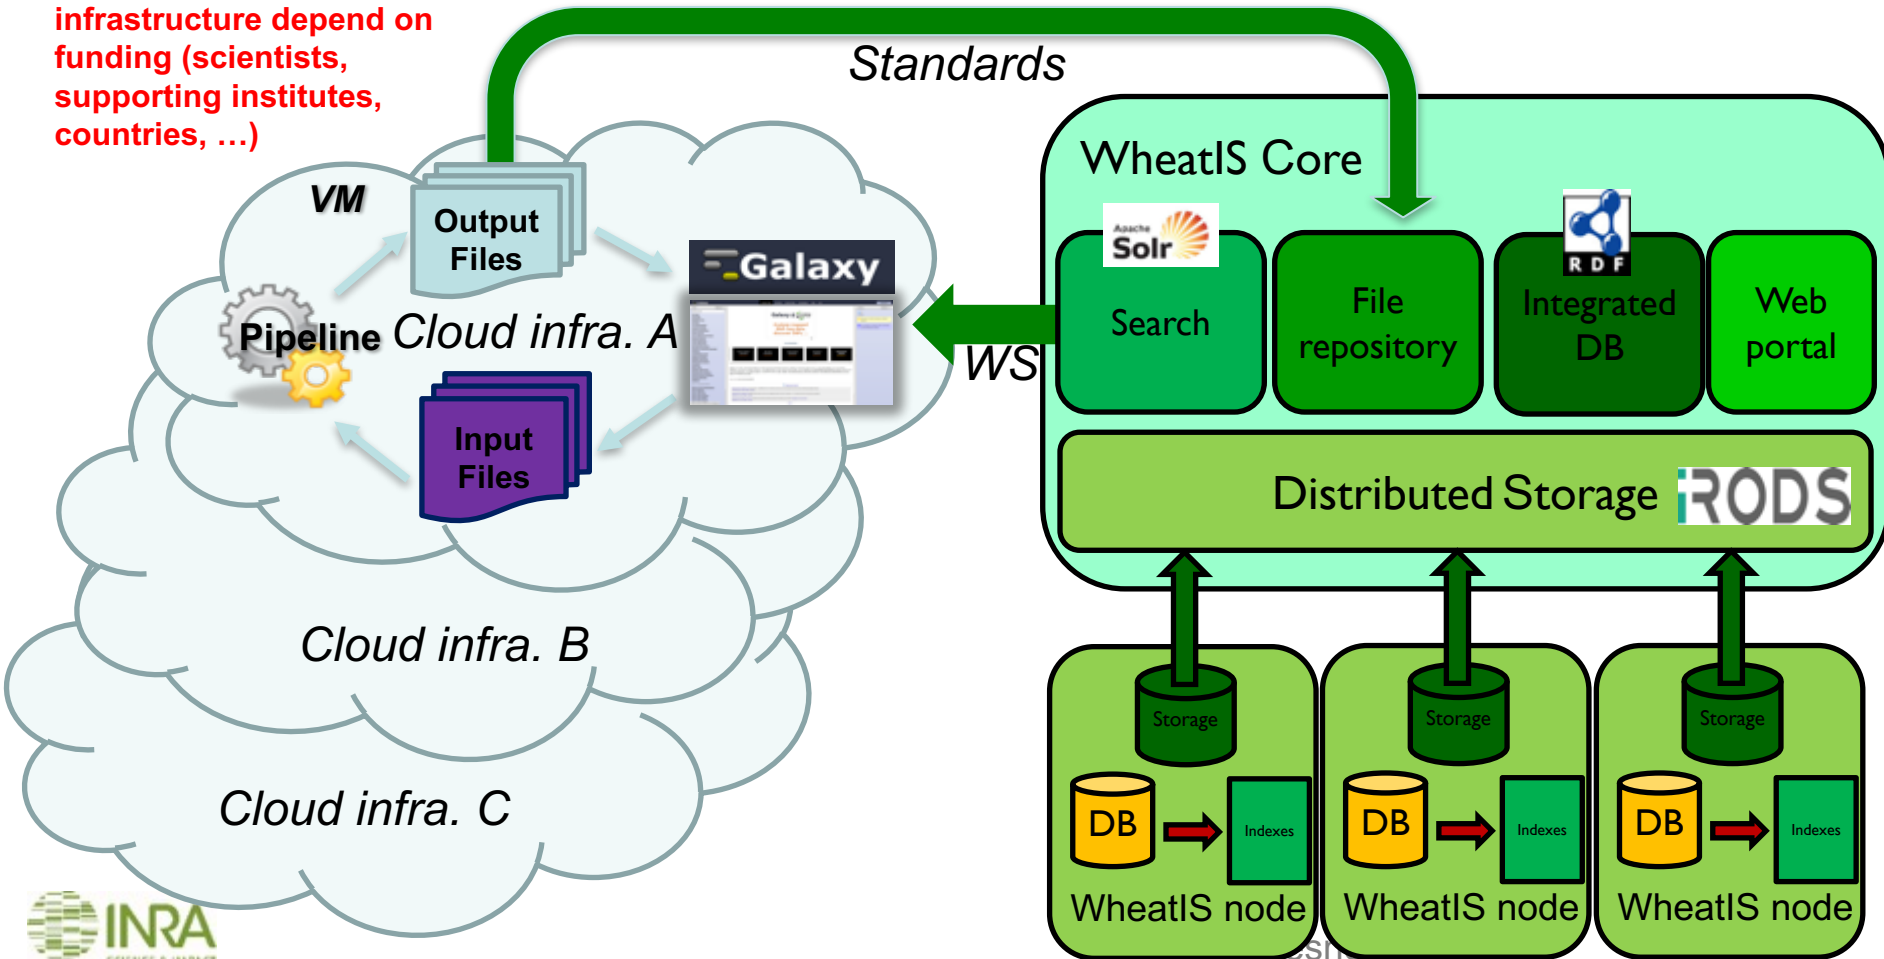 infrastructure depend on
funding (scientists,
supporting institutes,
countries, …)
Standards
VM
Output
Files
Galaxy
Pipeline
Cloud infra. A
Input
Files
WS
Cloud infra. B
Cloud infra. C
INRA
WheatIS Core
Apache
Solr
Search
File
repository
RDF
Integrated
DB
Web
portal
Distributed Storage
iRODS
Storage
DB
Indexes
WheatIS node
Storage
DB
Indexes
WheatIS node
Storage
DB
Indexes
WheatIS node